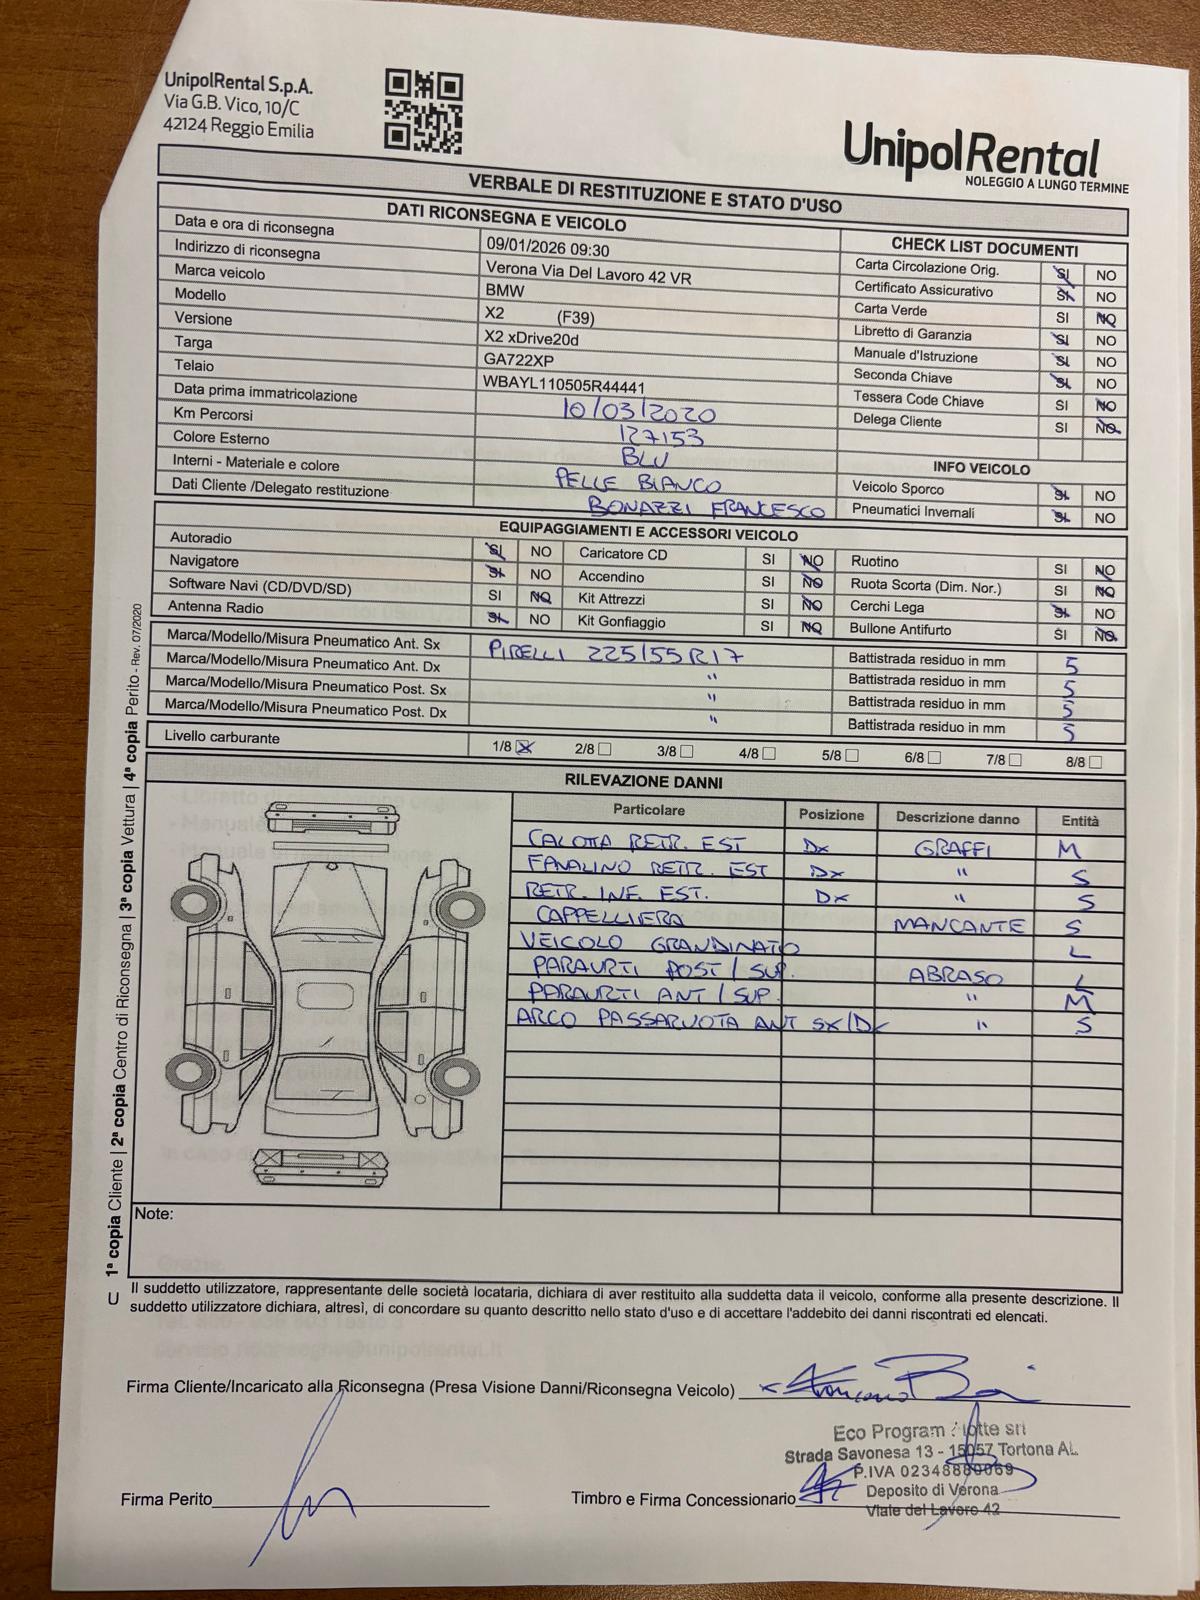 UnipolRental S.p.A.
Via G.B. Vico, 10/C
42124 Reggio Emilia
UnipolRental
NOLEGGIO A LUNGO TERMINE
VERBALE DI RESTITUZIONE E STATO D'USO
DATI RICONSEGNA E VEICOLO
Data e ora di riconsegna 09/01/2026 09:30
Indirizzo di riconsegna Verona Via Del Lavoro 42 VR
Marca veicolo BMW
Modello X2 (F39)
Versione X2 xDrive20d
Targa GA722XP
Telaio WBAYL110505R44441
Data prima immatricolazione 10/03/2020
Km Percorsi 127153
Colore Esterno BLU
Interni - Materiale e colore PELLE BIANCO
Dati Cliente /Delegato restituzione BONAZZI FRANCESCO
CHECK LIST DOCUMENTI
Carta Circolazione Orig. SI NO
Certificato Assicurativo SI NO
Carta Verde SI NO
Libretto di Garanzia SI NO
Manuale d'Istruzione SI NO
Seconda Chiave SI NO
Tessera Code Chiave SI NO
Delega Cliente SI NO
INFO VEICOLO
Veicolo Sporco SI NO
Pneumatici Invernali SI NO
EQUIPAGGIAMENTI E ACCESSORI VEICOLO
Autoradio SI NO Caricatore CD SI NO Ruotino SI NO
Navigatore SI NO Accendino SI NO Ruota Scorta (Dim. Nor.) SI NO
Software Navi (CD/DVD/SD) SI NO Kit Attrezzi SI NO Cerchi Lega SI NO
Antenna Radio SI NO Kit Gonfiaggio SI NO Bullone Antifurto SI NO
Marca/Modello/Misura Pneumatico Ant. Sx PIRELLI 225/55R17 Battistrada residuo in mm 5
Marca/Modello/Misura Pneumatico Ant. Dx " Battistrada residuo in mm 5
Marca/Modello/Misura Pneumatico Post. Sx " Battistrada residuo in mm 5
Marca/Modello/Misura Pneumatico Post. Dx " Battistrada residuo in mm 5
Livello carburante 1/8 2/8 3/8 4/8 5/8 6/8 7/8 8/8
RILEVAZIONE DANNI
Particolare Posizione Descrizione danno Entità
CALOTTA RETR. EST Dx GRAFFI M
FANALINO RETR. EST Dx " S
RETR. INF. EST. Dx " S
CAPPELLIERA MANCANTE S
VEICOLO GRANDINATO L
PARAURTI POST / SUP. ABRASO L
PARAURTI ANT / SUP. " M
ARCO PASSARUOTA ANT SX/Dx " S
Note:
Il suddetto utilizzatore, rappresentante delle società locataria, dichiara di aver restituito alla suddetta data il veicolo, conforme alla presente descrizione. Il
suddetto utilizzatore dichiara, altresì, di concordare su quanto descritto nello stato d'uso e di accettare l'addebito dei danni riscontrati ed elencati.
Firma Cliente/Incaricato alla Riconsegna (Presa Visione Danni/Riconsegna Veicolo)
Eco Program
Strada Savonesa 13 - 15057 Tortona AL
P.IVA 02348880069
Deposito di Verona
Viale del Lavoro 42
Firma Perito
Timbro e Firma Concessionario
1ª copia Cliente | 2ª copia Centro di Riconsegna | 3ª copia Vettura | 4ª copia Perito - Rev. 07/2020